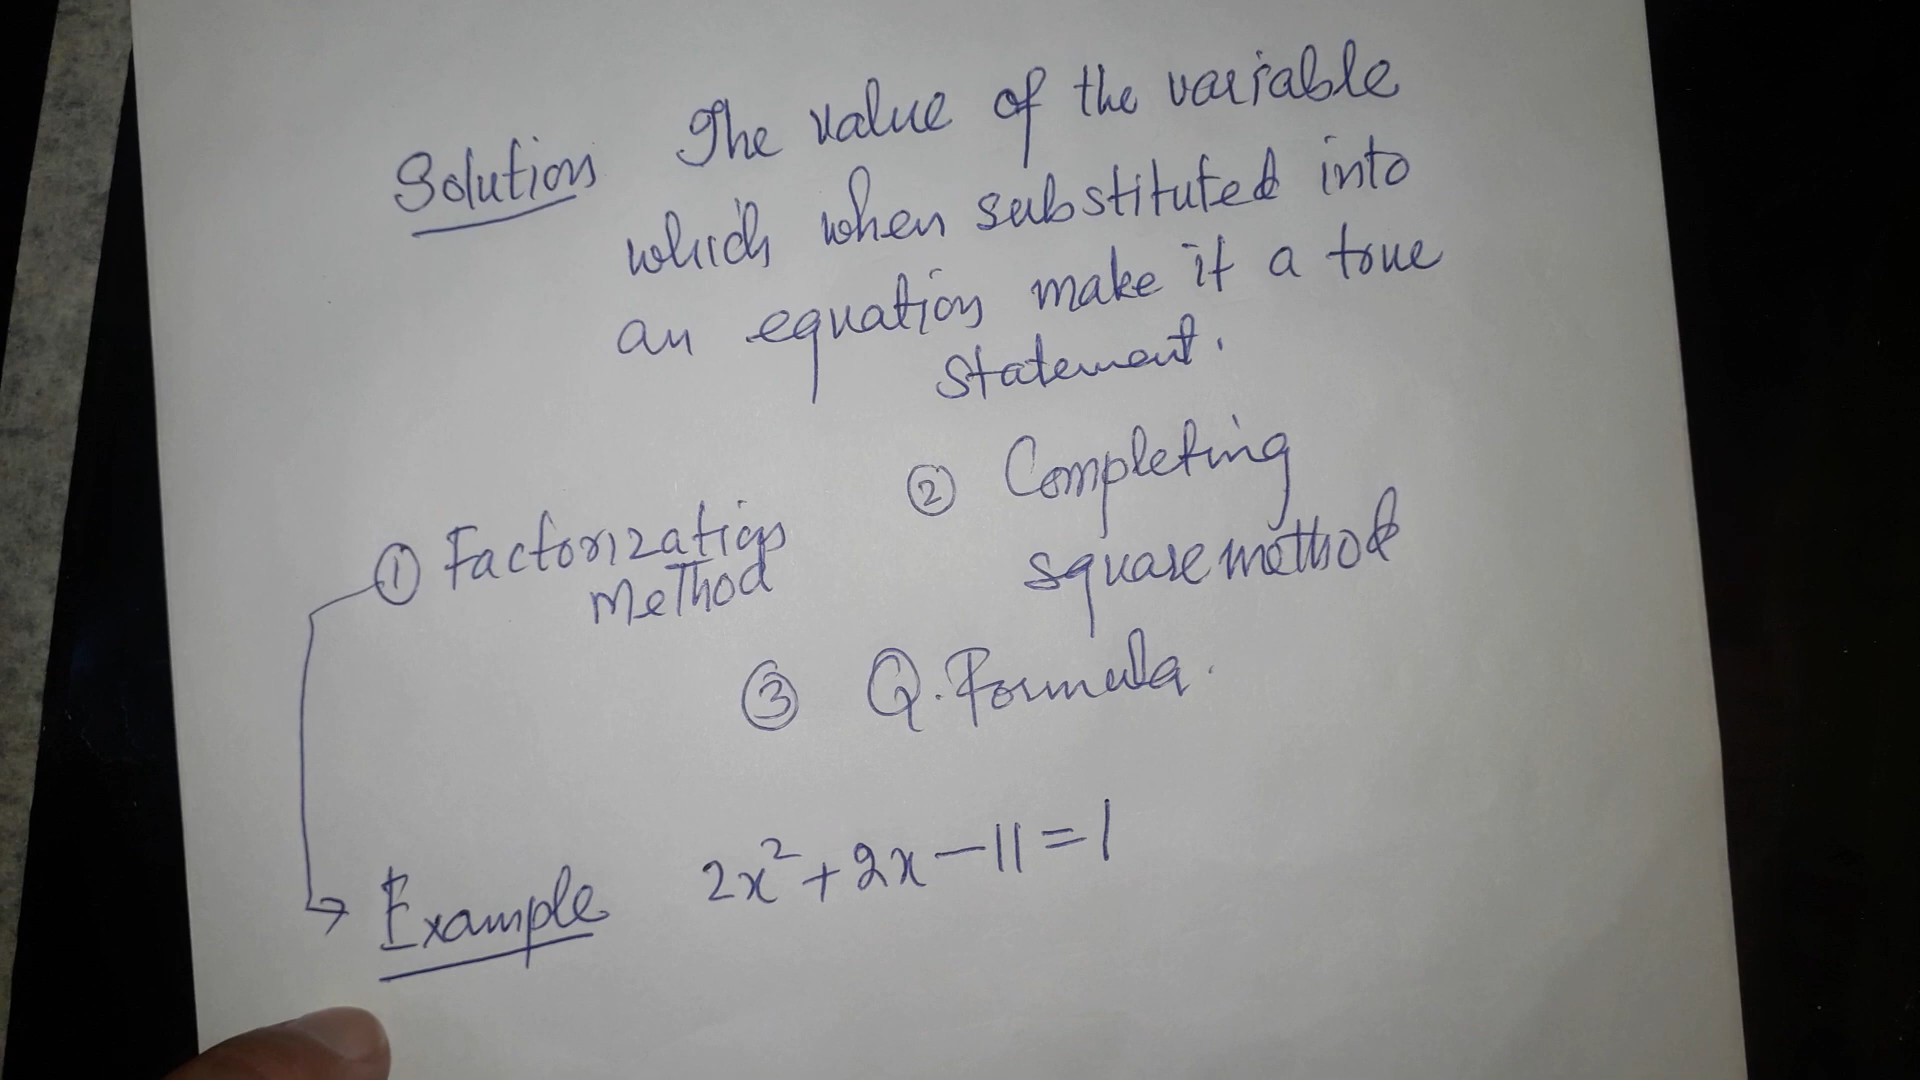 Solution The value of the variable
which when substituted into
an equation make it a true
statement.
① Factorization Method
② Completing square method
③ Q. Formula.
Example 2x² + 2x − 11 = 1